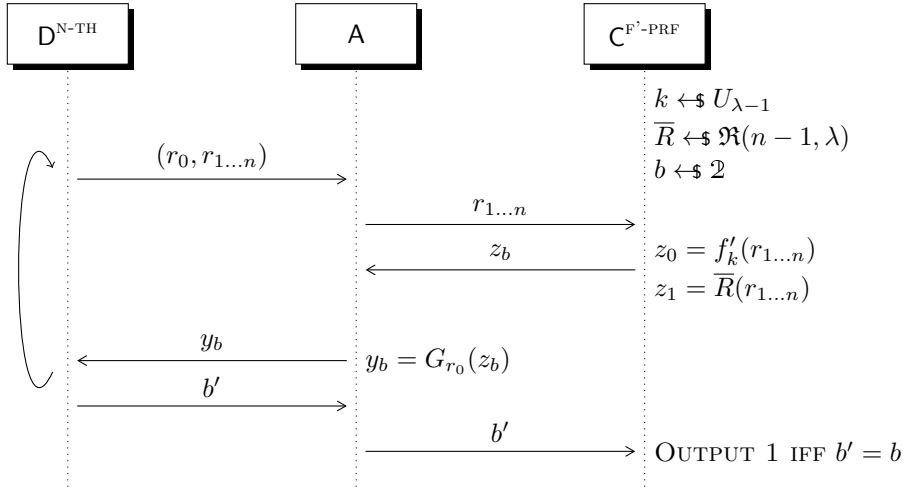 D^{N-TH} A C^{F'-PRF}
k ←$ U_{λ−1}
R̅ ←$ ℜ(n − 1, λ)
b ←$ 𝟚
(r_0, r_{1...n})
r_{1...n}
z_b z_0 = f'_k(r_{1...n})
z_1 = R̅(r_{1...n})
y_b y_b = G_{r_0}(z_b)
b′
b′ OUTPUT 1 IFF b′ = b